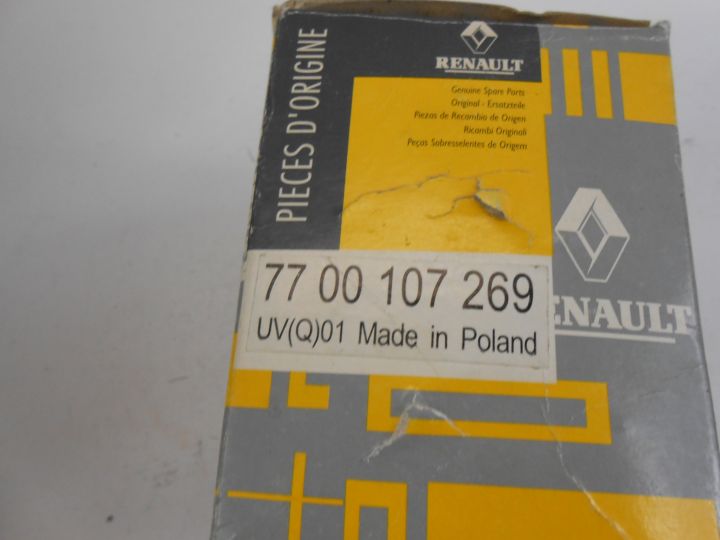 PIECES D'ORIGINE
RENAULT
Genuine Spare Parts
Original - Ersatzteile
Piezas de Recambio de Origen
Ricambi Originali
Peças Sobresselentes de Origem
77 00 107 269
UV(Q)01 Made in Poland
RENAULT